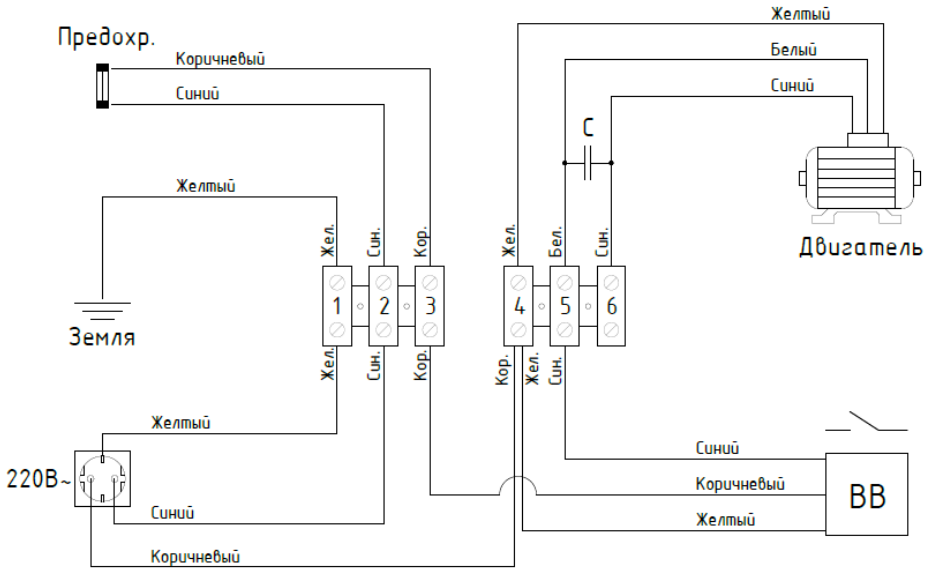 Желтый
Предохр.
Белый
Коричневый
Синий
Синий
C
Желтый
Жел.
Син.
Кор.
Жел.
Бел.
Син.
Двигатель
1
2
3
4
5
6
Земля
Жел.
Син.
Кор.
Кор.
Жел.
Син.
Желтый
Синий
220В~
Коричневый
ВВ
Синий
Желтый
Коричневый